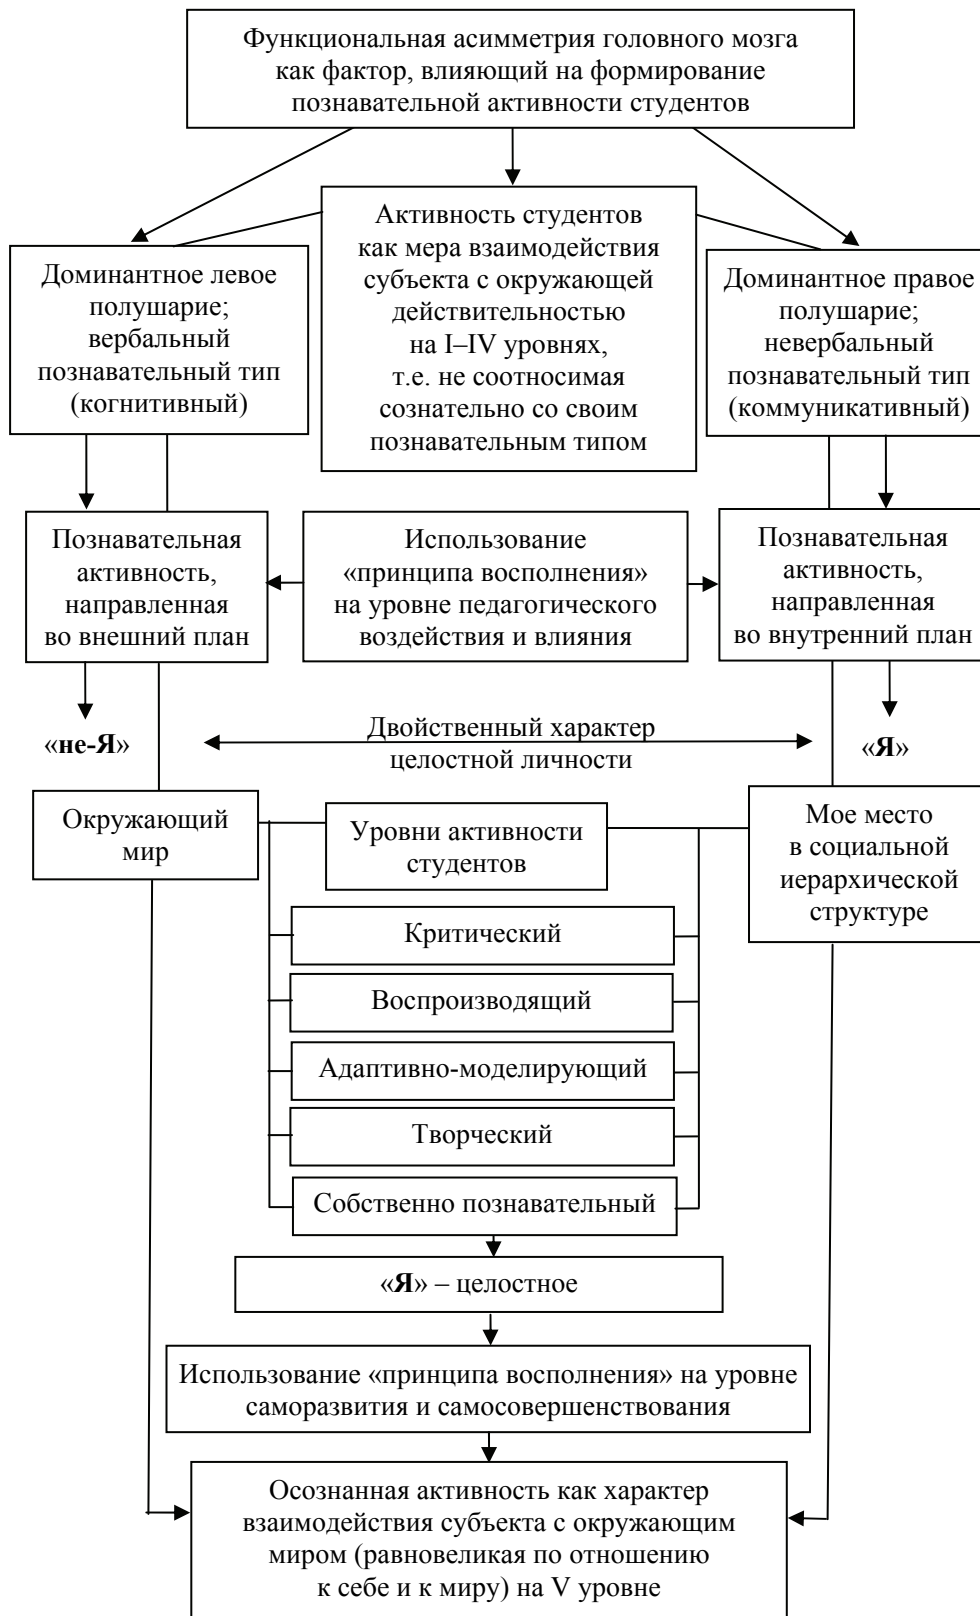 Функциональная асимметрия головного мозга
как фактор, влияющий на формирование
познавательной активности студентов
Доминантное левое
полушарие;
вербальный
познавательный тип
(когнитивный)
Активность студентов
как мера взаимодействия
субъекта с окружающей
действительностью
на I–IV уровнях,
т.е. не соотносимая
сознательно со своим
познавательным типом
Доминантное правое
полушарие;
невербальный
познавательный тип
(коммуникативный)
Познавательная
активность,
направленная
во внешний план
Использование
«принципа восполнения»
на уровне педагогического
воздействия и влияния
Познавательная
активность,
направленная
во внутренний план
«не-Я»
Двойственный характер
целостной личности
«Я»
Окружающий
мир
Уровни активности
студентов
Мое место
в социальной
иерархической
структуре
Критический
Воспроизводящий
Адаптивно-моделирующий
Творческий
Собственно познавательный
«Я» – целостное
Использование «принципа восполнения» на уровне
саморазвития и самосовершенствования
Осознанная активность как характер
взаимодействия субъекта с окружающим
миром (равновеликая по отношению
к себе и к миру) на V уровне